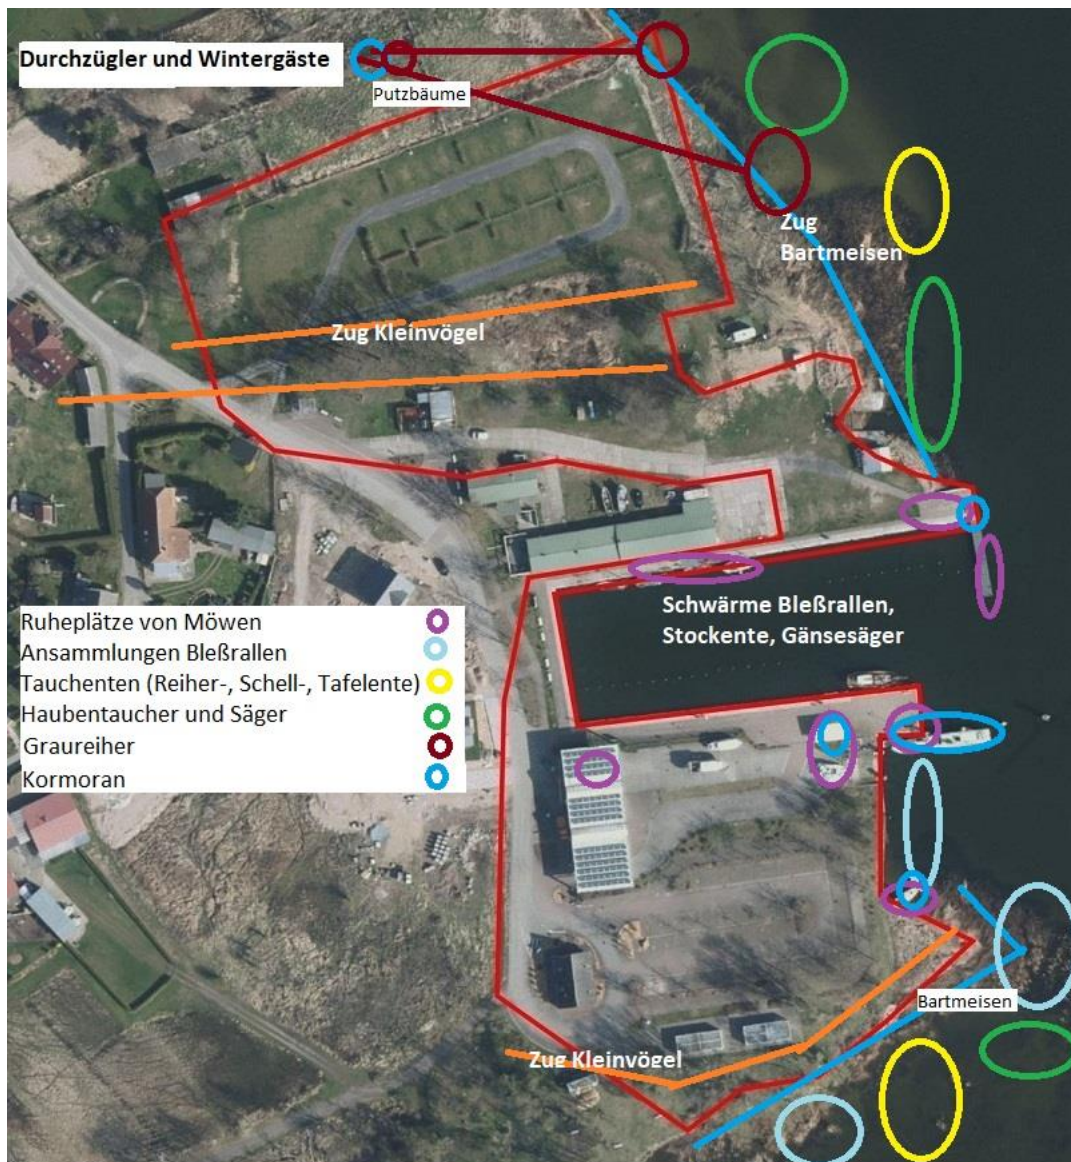 Durchzügler und Wintergäste
Putzbäume
Zug
Bartmeisen
Zug Kleinvögel
Schwärme Bleßrallen,
Stockente, Gänsesäger
Ruheplätze von Möwen
Ansammlungen Bleßrallen
Tauchenten (Reiher-, Schell-, Tafelente)
Haubentaucher und Säger
Graureiher
Kormoran
Bartmeisen
Zug Kleinvögel